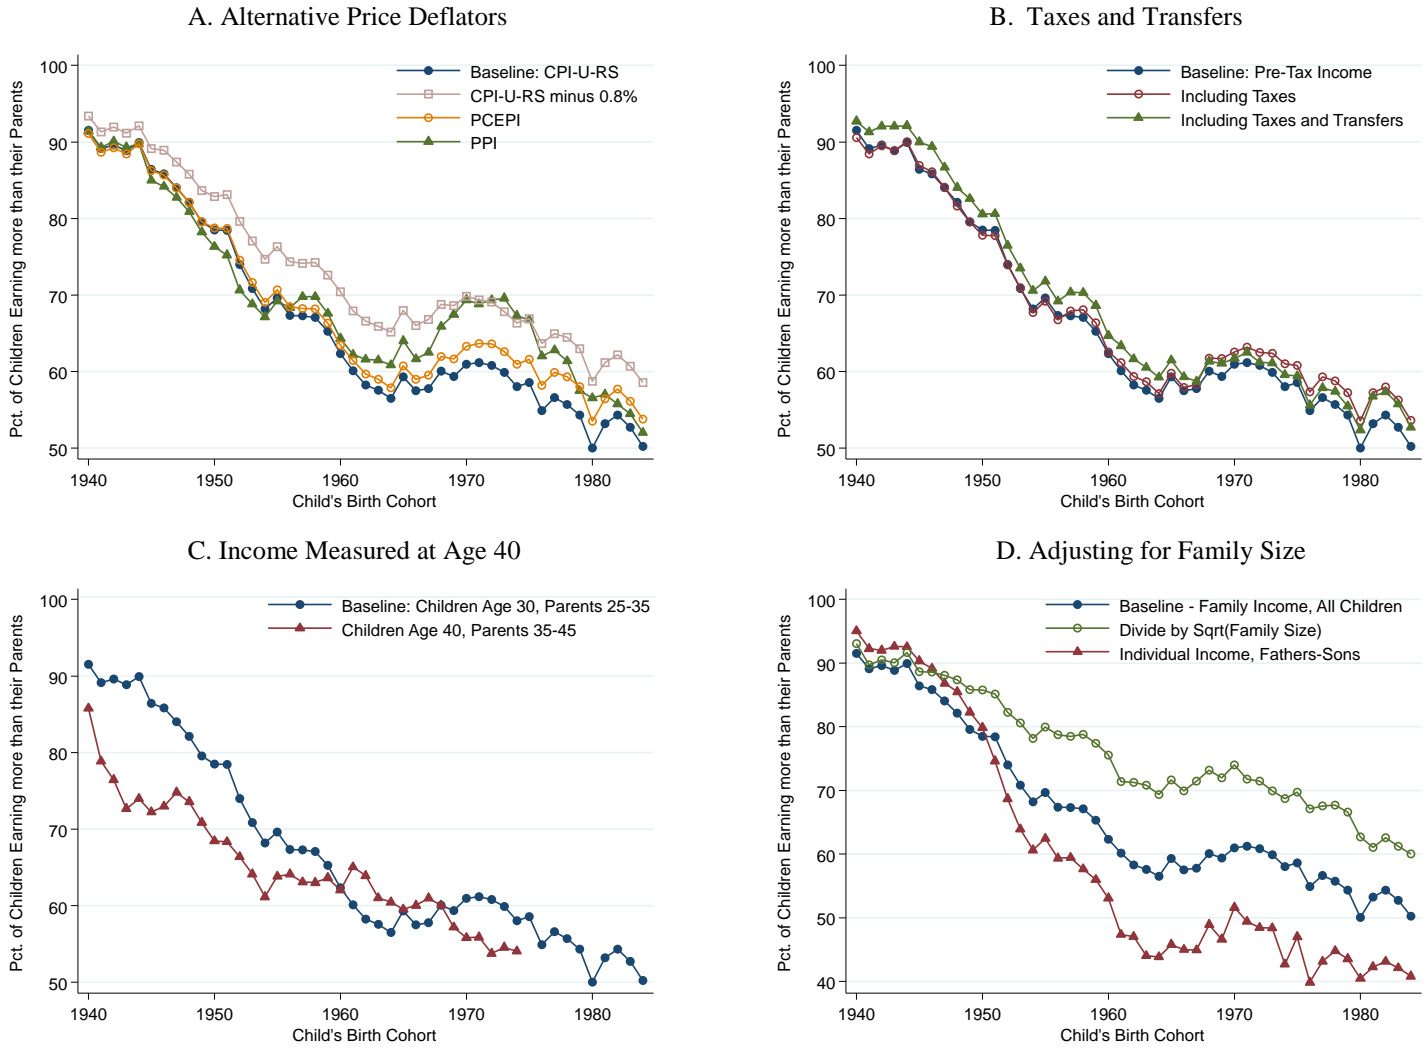 A. Alternative Price Deflators
Pct. of Children Earning more than their Parents
100
90
80
70
60
50
1940
1950
1960
1970
1980
Child's Birth Cohort
Baseline: CPI-U-RS
CPI-U-RS minus 0.8%
PCEPI
PPI
B. Taxes and Transfers
Pct. of Children Earning more than their Parents
100
90
80
70
60
50
1940
1950
1960
1970
1980
Child's Birth Cohort
Baseline: Pre-Tax Income
Including Taxes
Including Taxes and Transfers
C. Income Measured at Age 40
Pct. of Children Earning more than their Parents
100
90
80
70
60
50
1940
1950
1960
1970
1980
Child's Birth Cohort
Baseline: Children Age 30, Parents 25-35
Children Age 40, Parents 35-45
D. Adjusting for Family Size
Pct. of Children Earning more than their Parents
100
90
80
70
60
50
40
1940
1950
1960
1970
1980
Child's Birth Cohort
Baseline - Family Income, All Children
Divide by Sqrt(Family Size)
Individual Income, Fathers-Sons